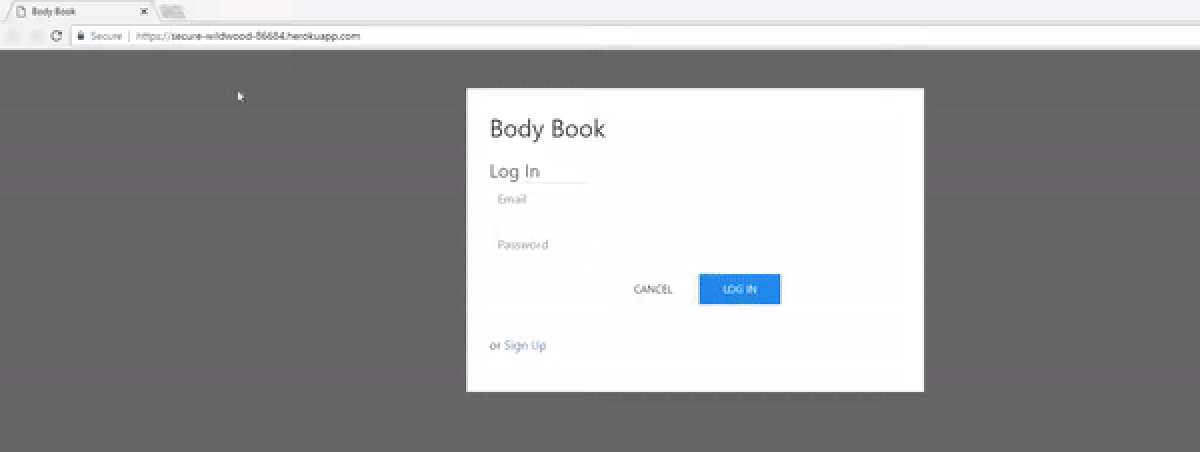 Body Book
Secure | https://secure-wildwood-86684.herokuapp.com
Body Book
Log In
Email
Password
CANCEL LOG IN
or Sign Up